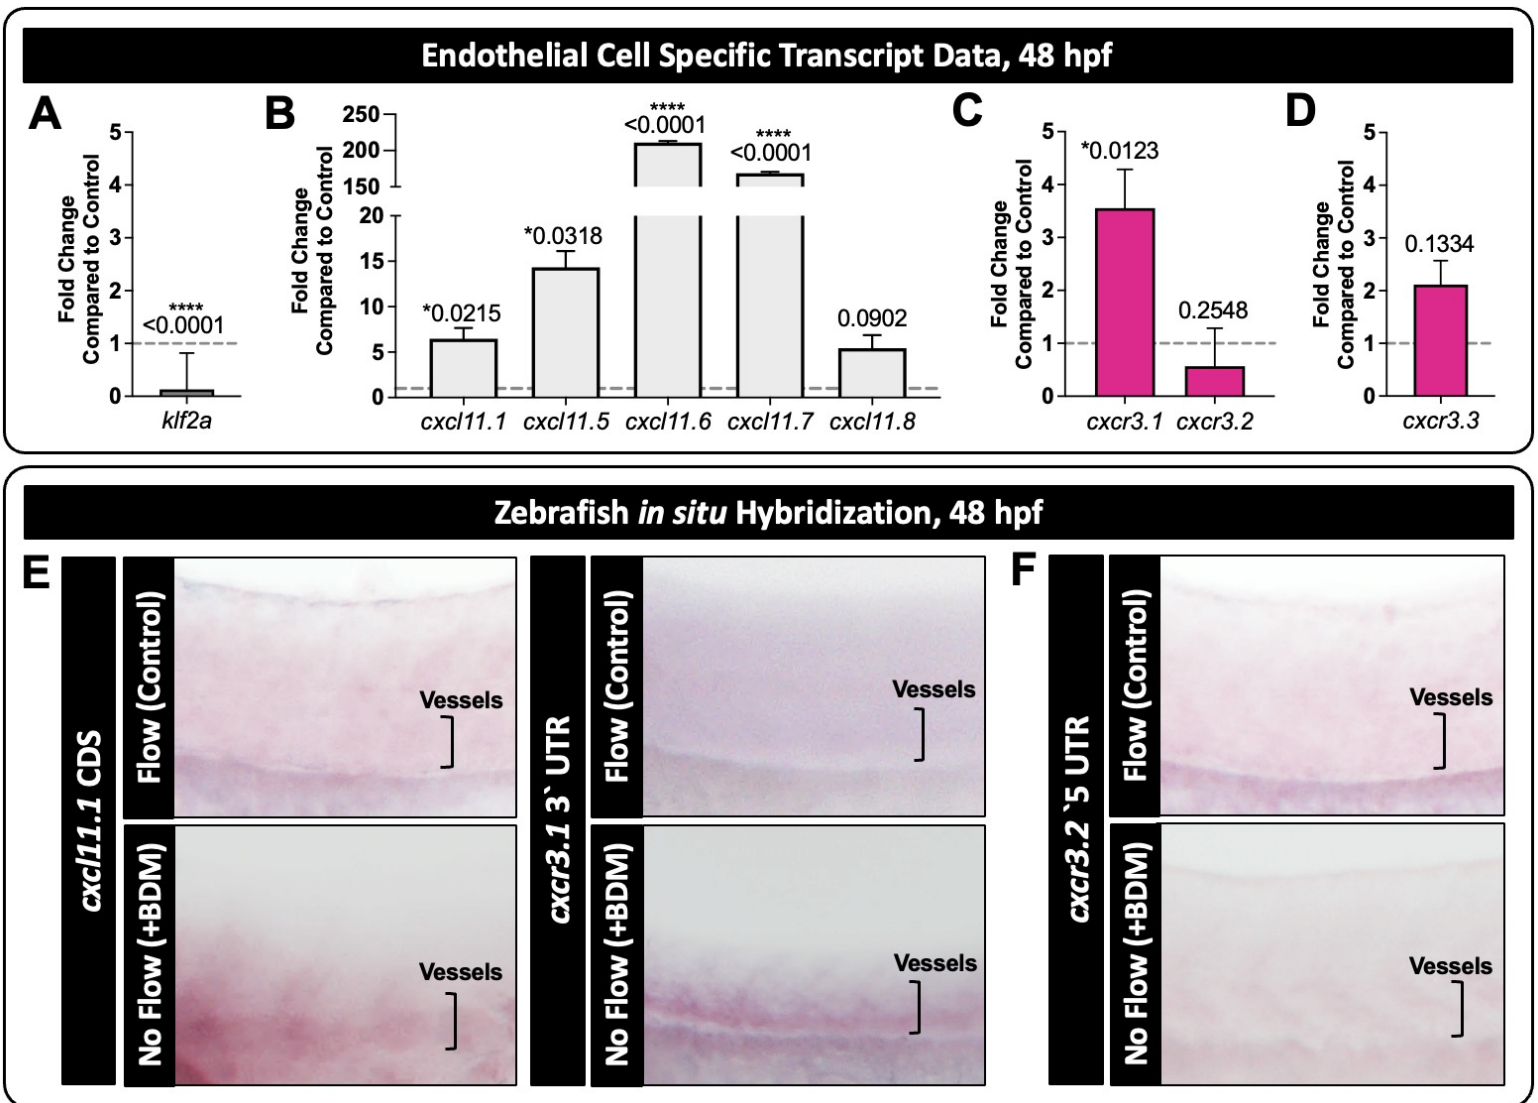 Endothelial Cell Specific Transcript Data, 48 hpf
A
Fold Change
Compared to Control
5
4
3
2
1
0
****
<0.0001
klf2a
B
Fold Change
Compared to Control
250
200
150
20
15
10
5
0
*0.0215
*0.0318
****
<0.0001
****
<0.0001
0.0902
cxcl11.1 cxcl11.5 cxcl11.6 cxcl11.7 cxcl11.8
C
Fold Change
Compared to Control
5
4
3
2
1
0
*0.0123
0.2548
cxcr3.1 cxcr3.2
D
Fold Change
Compared to Control
5
4
3
2
1
0
0.1334
cxcr3.3
Zebrafish in situ Hybridization, 48 hpf
E
cxcl11.1 CDS
Flow (Control)
Vessels
No Flow (+BDM)
Vessels
cxcr3.1 3` UTR
Flow (Control)
Vessels
No Flow (+BDM)
Vessels
F
cxcr3.2 `5 UTR
Flow (Control)
Vessels
No Flow (+BDM)
Vessels